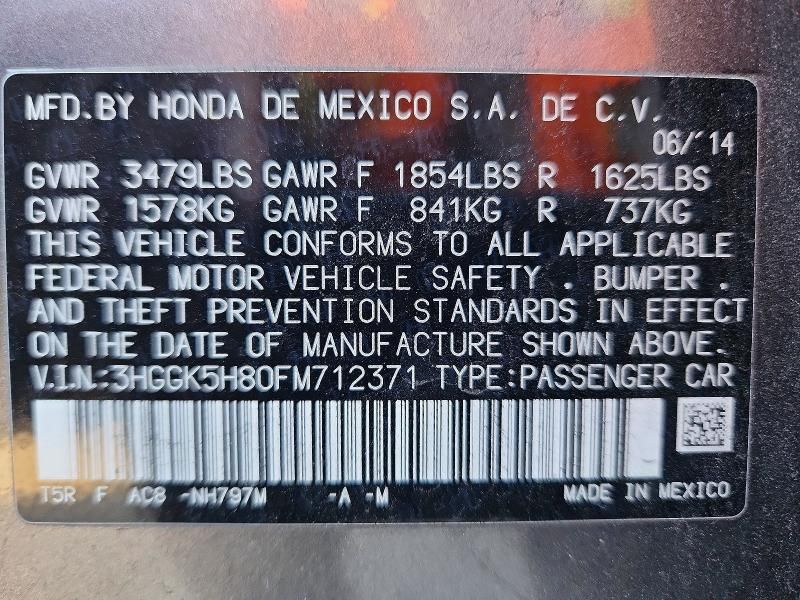 MFD.BY HONDA DE MEXICO S.A. DE C.V.
06/'14
GVWR 3479LBS GAWR F 1854LBS R 1625LBS
GVWR 1578KG GAWR F 841KG R 737KG
THIS VEHICLE CONFORMS TO ALL APPLICABLE
FEDERAL MOTOR VEHICLE SAFETY . BUMPER .
AND THEFT PREVENTION STANDARDS IN EFFECT
ON THE DATE OF MANUFACTURE SHOWN ABOVE.
V.I.N.:3HGGK5H80FM712371 TYPE:PASSENGER CAR
T5R F AC8 -NH797M -A -M MADE IN MEXICO